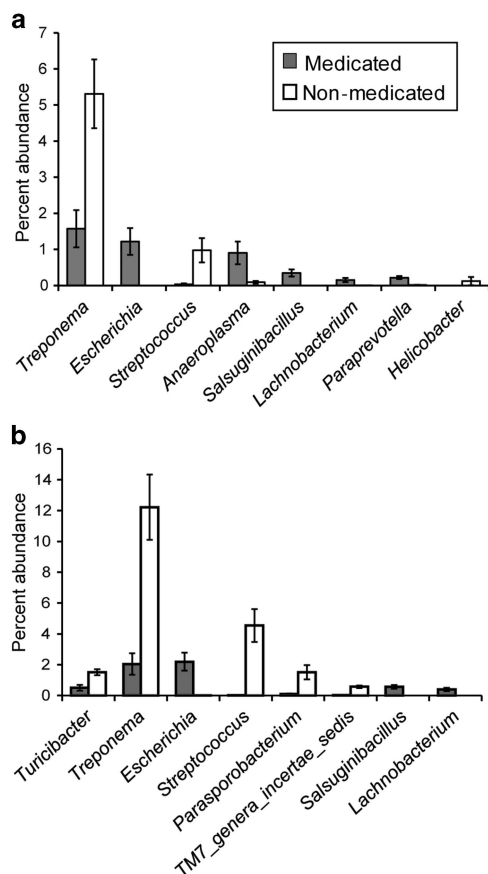 a
7
6
5
4
3
2
1
0
Percent abundance
Medicated
Non-medicated
Treponema
Escherichia
Streptococcus
Anaeroplasma
Salsuginibacillus
Lachnobacterium
Paraprevotella
Helicobacter
b
16
14
12
10
8
6
4
2
0
Percent abundance
Turicibacter
Treponema
Escherichia
Streptococcus
Parasporobacterium
TM7_genera_incertae_sedis
Salsuginibacillus
Lachnobacterium